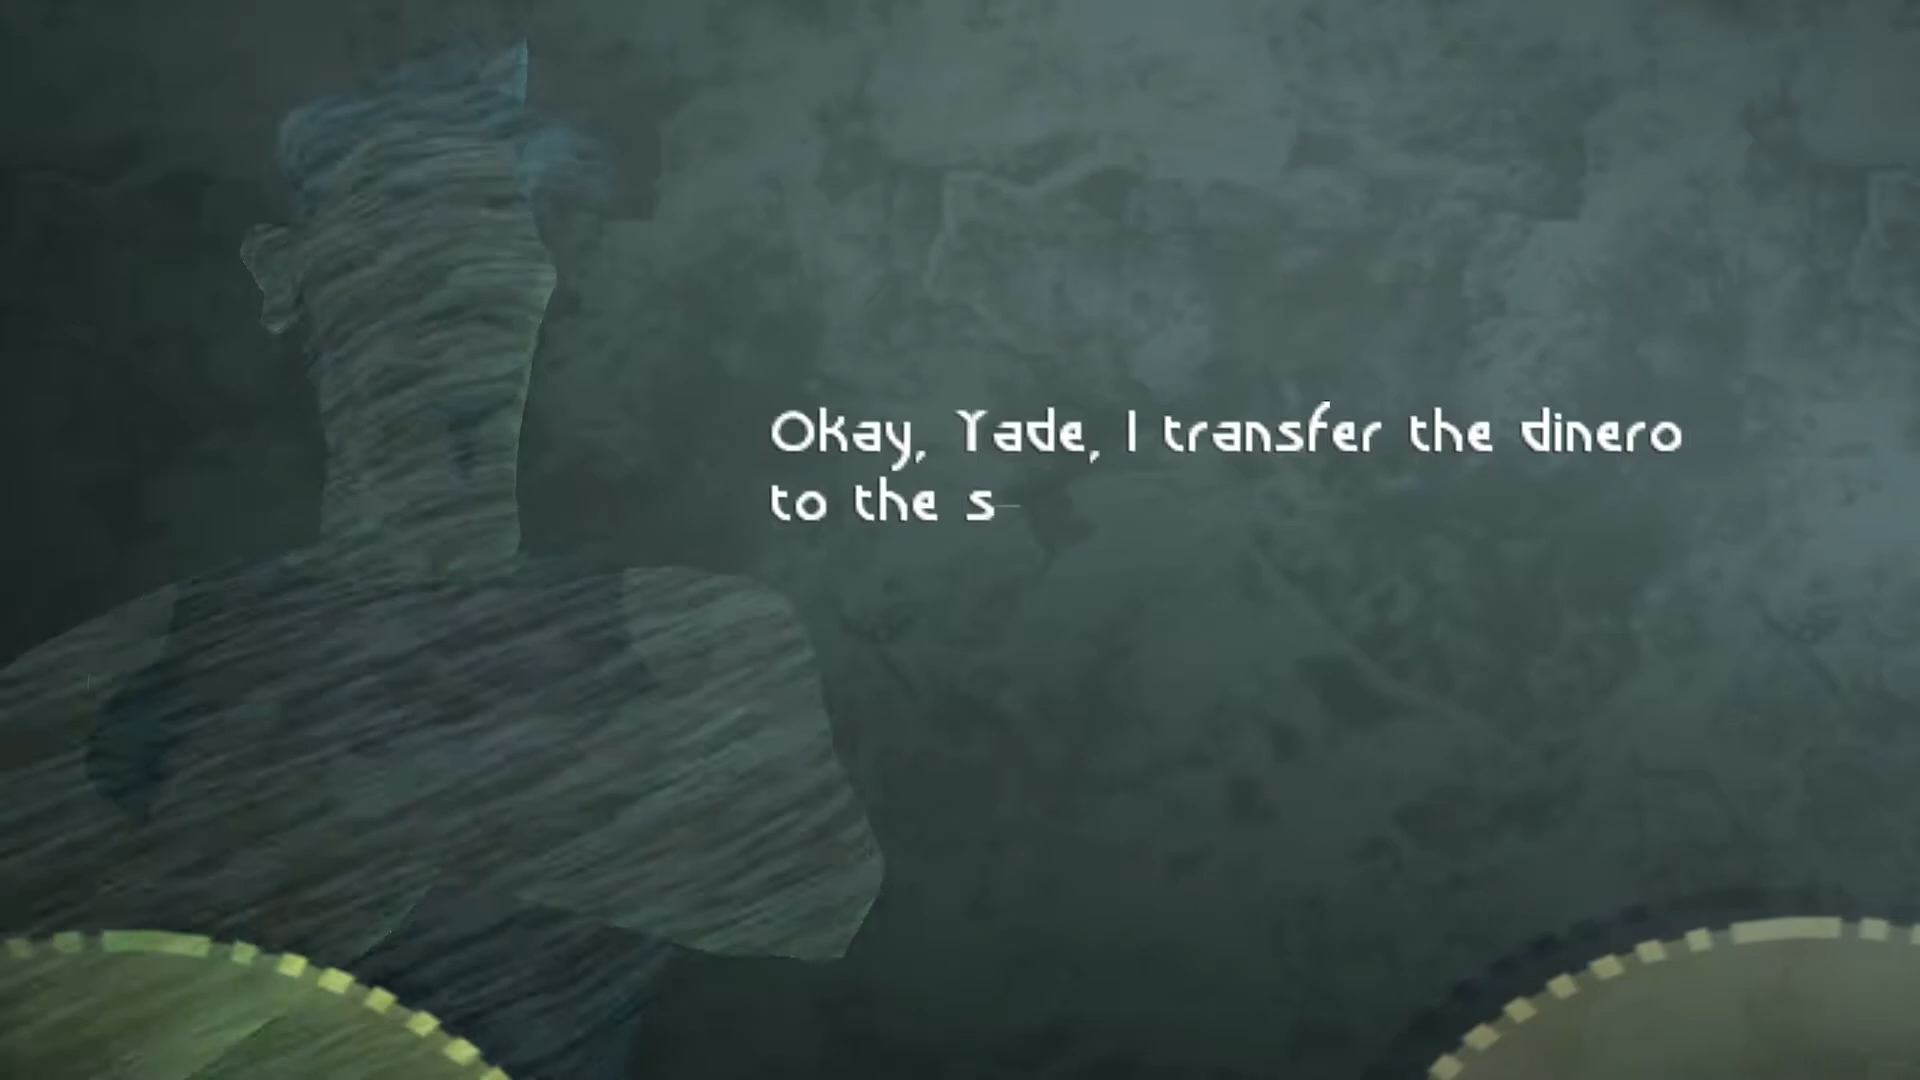 Okay, Yade, I transfer the dinero
to the s